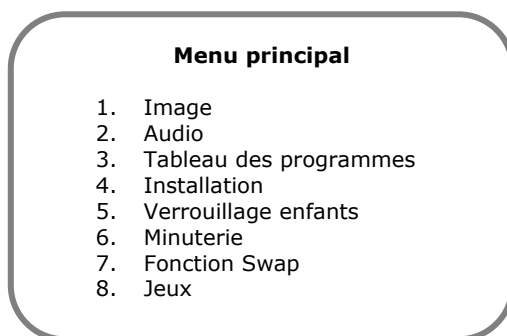 Menu principal
1. Image
2. Audio
3. Tableau des programmes
4. Installation
5. Verrouillage enfants
6. Minuterie
7. Fonction Swap
8. Jeux